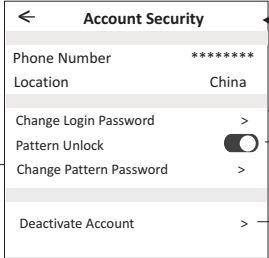 Account Security
Phone Number ********
Location China
Change Login Password >
Pattern Unlock
Change Pattern Password >
Deactivate Account >